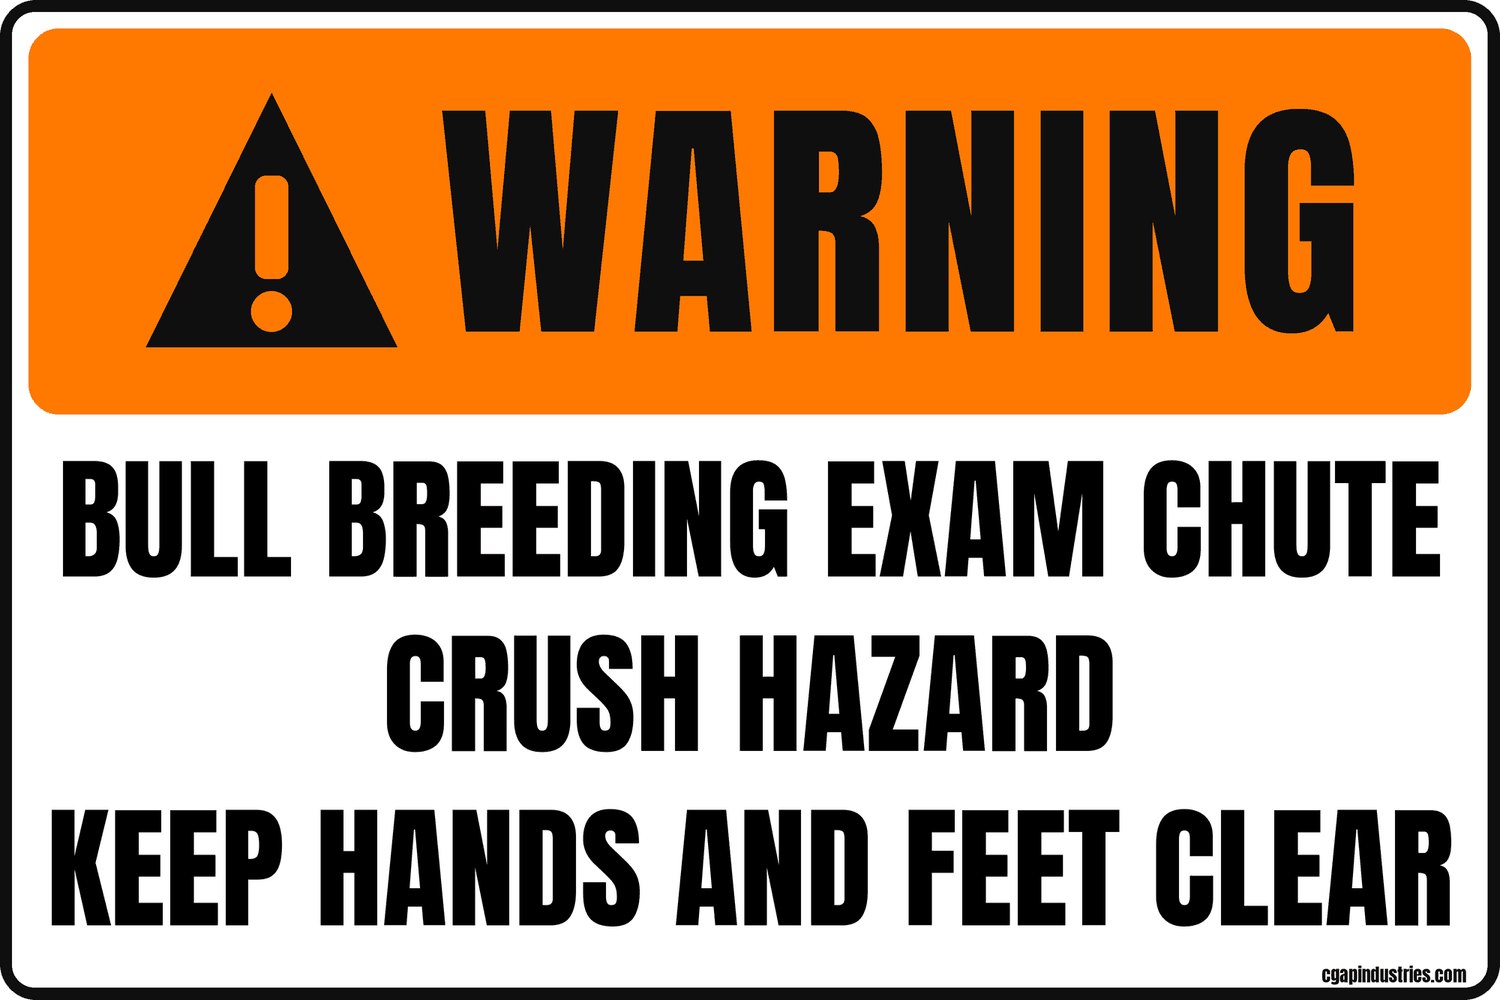 WARNING
BULL BREEDING EXAM CHUTE
CRUSH HAZARD
KEEP HANDS AND FEET CLEAR
cgapindustries.com